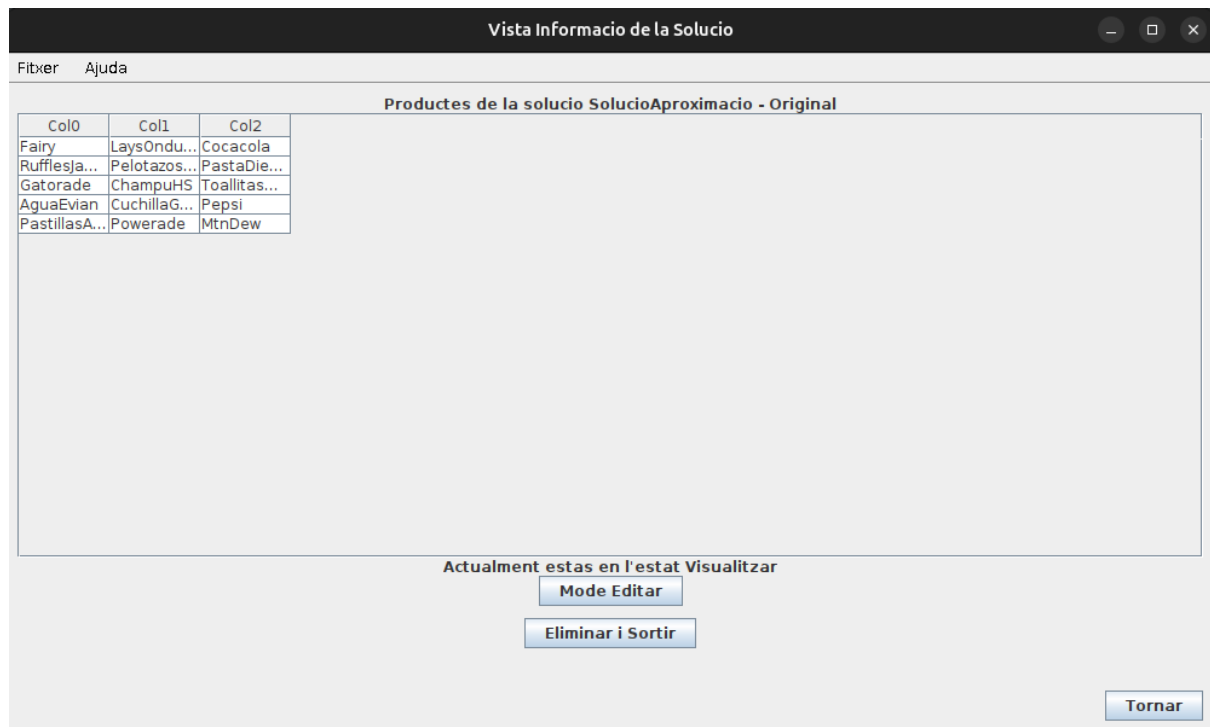 Vista Informacio de la Solucio
Fitxer Ajuda
Productes de la solucio SolucioAproximacio - Original
Col0 Col1 Col2
Fairy LaysOndu... Cocacola
RufflesJa... Pelotazos... PastaDie...
Gatorade ChampuHS Toallitas...
AguaEvian CuchillaG... Pepsi
PastillasA... Powerade MtnDew
Actualment estas en l'estat Visualitzar
Mode Editar
Eliminar i Sortir
Tornar